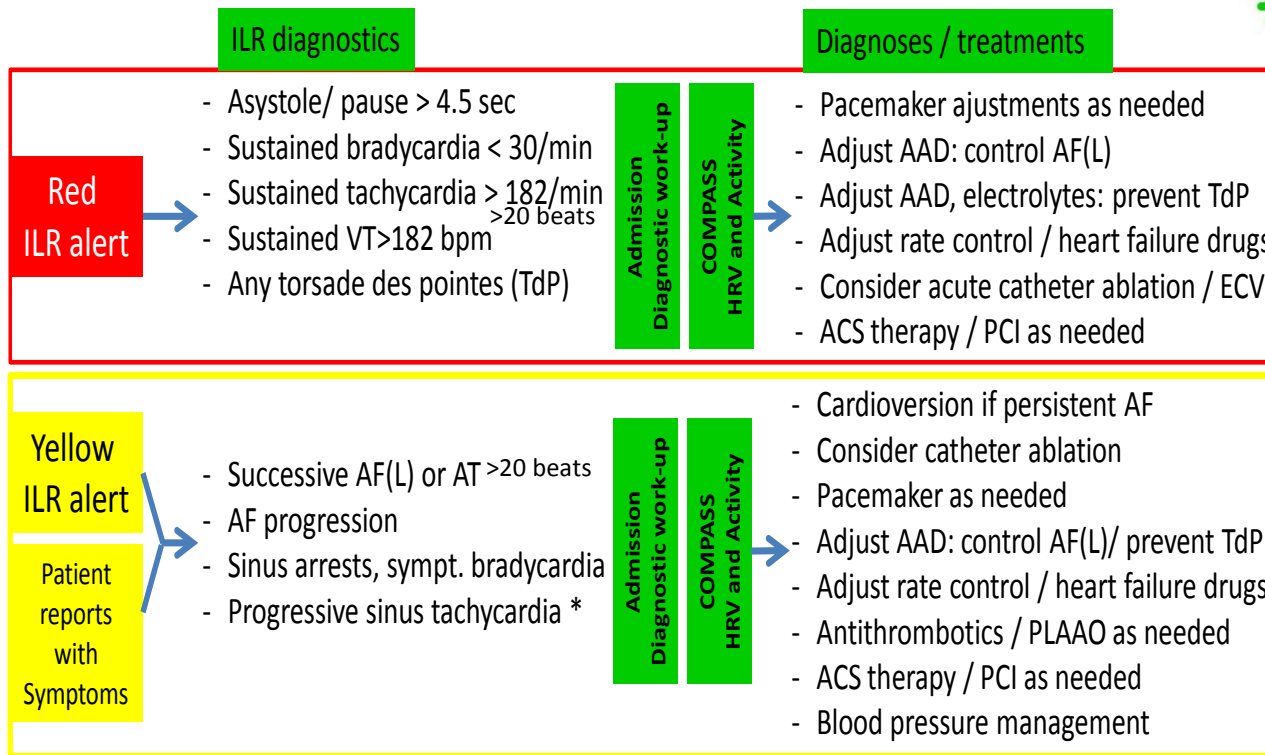 ILR diagnostics
Diagnoses / treatments
Red
ILR alert
- Asystole/ pause > 4.5 sec
- Sustained bradycardia < 30/min
- Sustained tachycardia > 182/min
>20 beats
- Sustained VT>182 bpm
- Any torsade des pointes (TdP)
Admission
Diagnostic work-up
COMPASS
HRV and Activity
- Pacemaker ajustments as needed
- Adjust AAD: control AF(L)
- Adjust AAD, electrolytes: prevent TdP
- Adjust rate control / heart failure drugs
- Consider acute catheter ablation / ECV
- ACS therapy / PCI as needed
Yellow
ILR alert
Patient
reports
with
Symptoms
- Successive AF(L) or AT >20 beats
- AF progression
- Sinus arrests, sympt. bradycardia
- Progressive sinus tachycardia *
Admission
Diagnostic work-up
COMPASS
HRV and Activity
- Cardioversion if persistent AF
- Consider catheter ablation
- Pacemaker as needed
- Adjust AAD: control AF(L)/ prevent TdP
- Adjust rate control / heart failure drugs
- Antithrombotics / PLAAO as needed
- ACS therapy / PCI as needed
- Blood pressure management